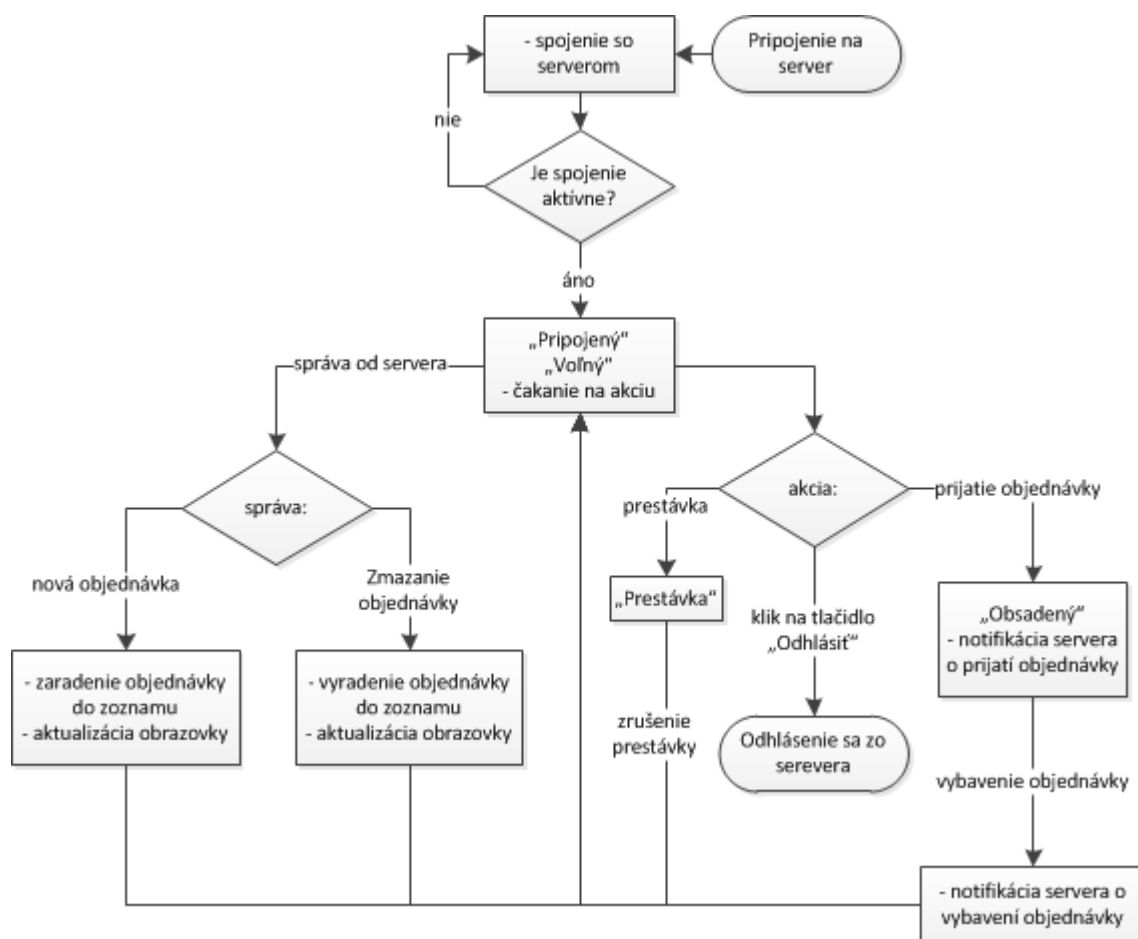 - spojenie so
serverom
Pripojenie na
server
nie
Je spojenie
aktívne?
áno
„Pripojený“
„Voľný“
- čakanie na akciu
správa od servera
správa:
akcia:
prestávka
prijatie objednávky
nová objednávka
Zmazanie
objednávky
„Prestávka“
klik na tlačidlo
„Odhlásiť“
„Obsadený“
- notifikácia servera
o prijatí objednávky
- zaradenie objednávky
do zoznamu
- aktualizácia obrazovky
- vyradenie objednávky
do zoznamu
- aktualizácia obrazovky
zrušenie
prestávky
Odhlásenie sa zo
serevera
vybavenie objednávky
- notifikácia servera o
vybavení objednávky